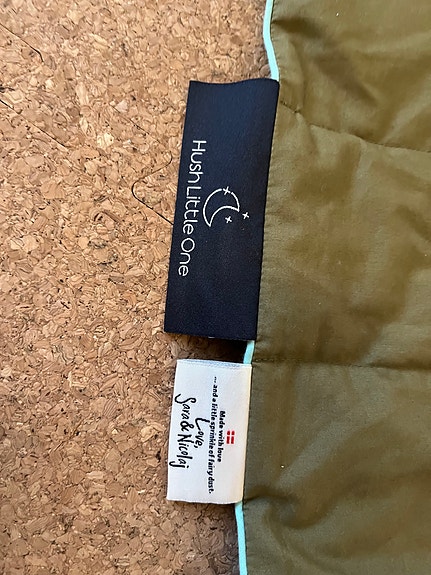 Hush Little One
Made with love
... and a little sprinkle of fairy dust.
Love,
Sara & Nicolaj